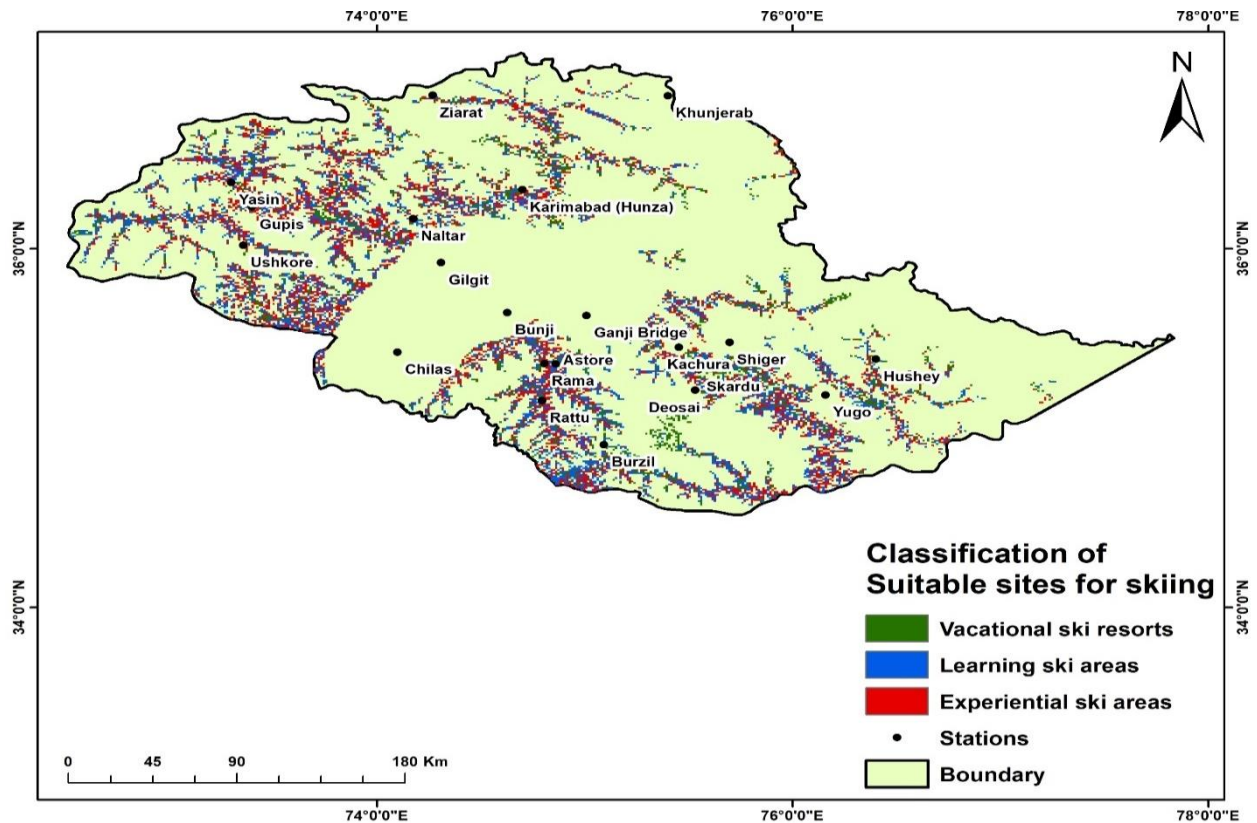 74°0'0"E 76°0'0"E 78°0'0"E
N
Ziarat
Khunjerab
Yasin
Karimabad (Hunza)
Gupis
Naltar
36°0'0"N 36°0'0"N
Ushkore
Gilgit
Bunji
Ganji Bridge
Chilas
Astore
Kachura
Shiger
Hushey
Rama
Skardu
Deosai
Yugo
Rattu
Burzil
Classification of
Suitable sites for skiing
Vacational ski resorts
Learning ski areas
Experiential ski areas
Stations
Boundary
34°0'0"N 34°0'0"N
0 45 90 180 Km
74°0'0"E 76°0'0"E 78°0'0"E